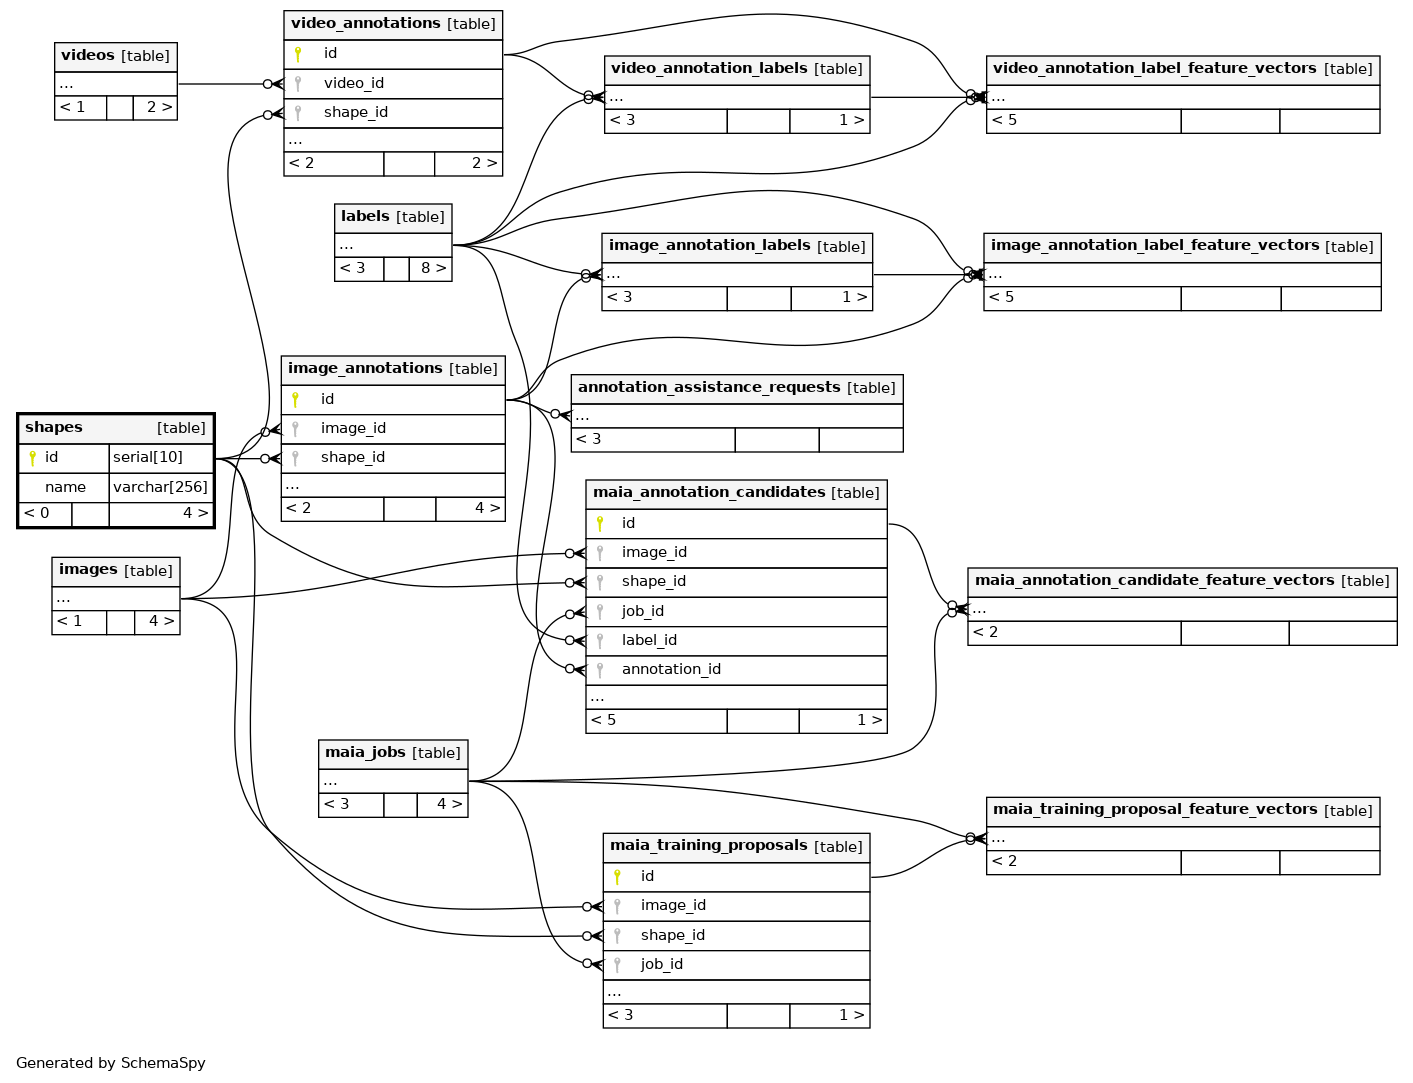 video_annotations [table]
id
video_id
shape_id
...
< 2 2 >
videos [table]
...
< 1 2 >
video_annotation_labels [table]
...
< 3 1 >
video_annotation_label_feature_vectors [table]
...
< 5
labels [table]
...
< 3 8 >
image_annotation_labels [table]
...
< 3 1 >
image_annotation_label_feature_vectors [table]
...
< 5
image_annotations [table]
id
image_id
shape_id
...
< 2 4 >
annotation_assistance_requests [table]
...
< 3
shapes [table]
id serial[10]
name varchar[256]
< 0 4 >
maia_annotation_candidates [table]
id
image_id
shape_id
job_id
label_id
annotation_id
...
< 5 1 >
images [table]
...
< 1 4 >
maia_annotation_candidate_feature_vectors [table]
...
< 2
maia_jobs [table]
...
< 3 4 >
maia_training_proposal_feature_vectors [table]
...
< 2
maia_training_proposals [table]
id
image_id
shape_id
job_id
...
< 3 1 >
Generated by SchemaSpy